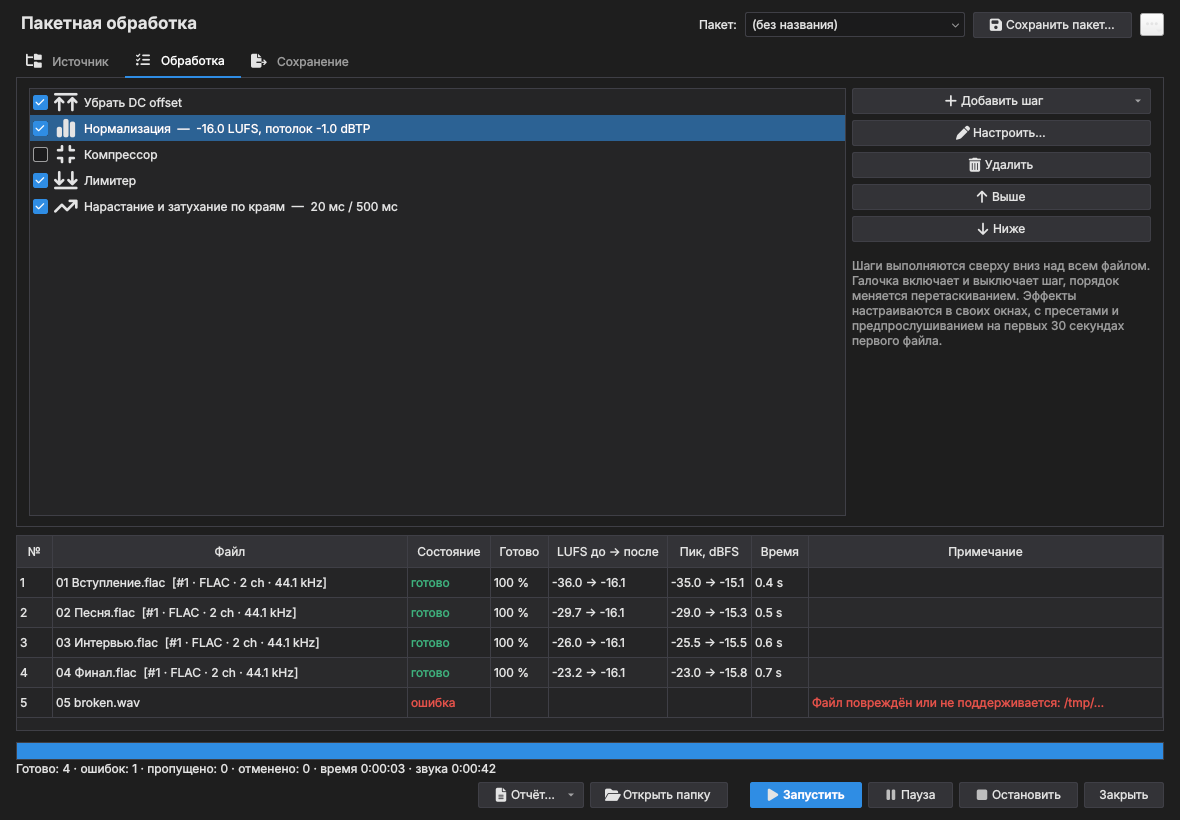 Пакетная обработка
Пакет: (без названия) Сохранить пакет...
Источник Обработка Сохранение
Убрать DC offset
Нормализация — -16.0 LUFS, потолок -1.0 dBTP
Компрессор
Лимитер
Нарастание и затухание по краям — 20 мс / 500 мс
Добавить шаг
Настроить...
Удалить
Выше
Ниже
Шаги выполняются сверху вниз над всем файлом.
Галочка включает и выключает шаг, порядок
меняется перетаскиванием. Эффекты
настраиваются в своих окнах, с пресетами и
предпрослушиванием на первых 30 секундах
первого файла.
№ Файл Состояние Готово LUFS до → после Пик, dBFS Время Примечание
1 01 Вступление.flac [#1 · FLAC · 2 ch · 44.1 kHz] готово 100 % -36.0 → -16.1 -35.0 → -15.1 0.4 s
2 02 Песня.flac [#1 · FLAC · 2 ch · 44.1 kHz] готово 100 % -29.7 → -16.1 -29.0 → -15.3 0.5 s
3 03 Интервью.flac [#1 · FLAC · 2 ch · 44.1 kHz] готово 100 % -26.0 → -16.1 -25.5 → -15.5 0.6 s
4 04 Финал.flac [#1 · FLAC · 2 ch · 44.1 kHz] готово 100 % -23.2 → -16.1 -23.0 → -15.8 0.7 s
5 05 broken.wav ошибка Файл повреждён или не поддерживается: /tmp/...
Готово: 4 · ошибок: 1 · пропущено: 0 · отменено: 0 · время 0:00:03 · звука 0:00:42
Отчёт... Открыть папку Запустить Пауза Остановить Закрыть